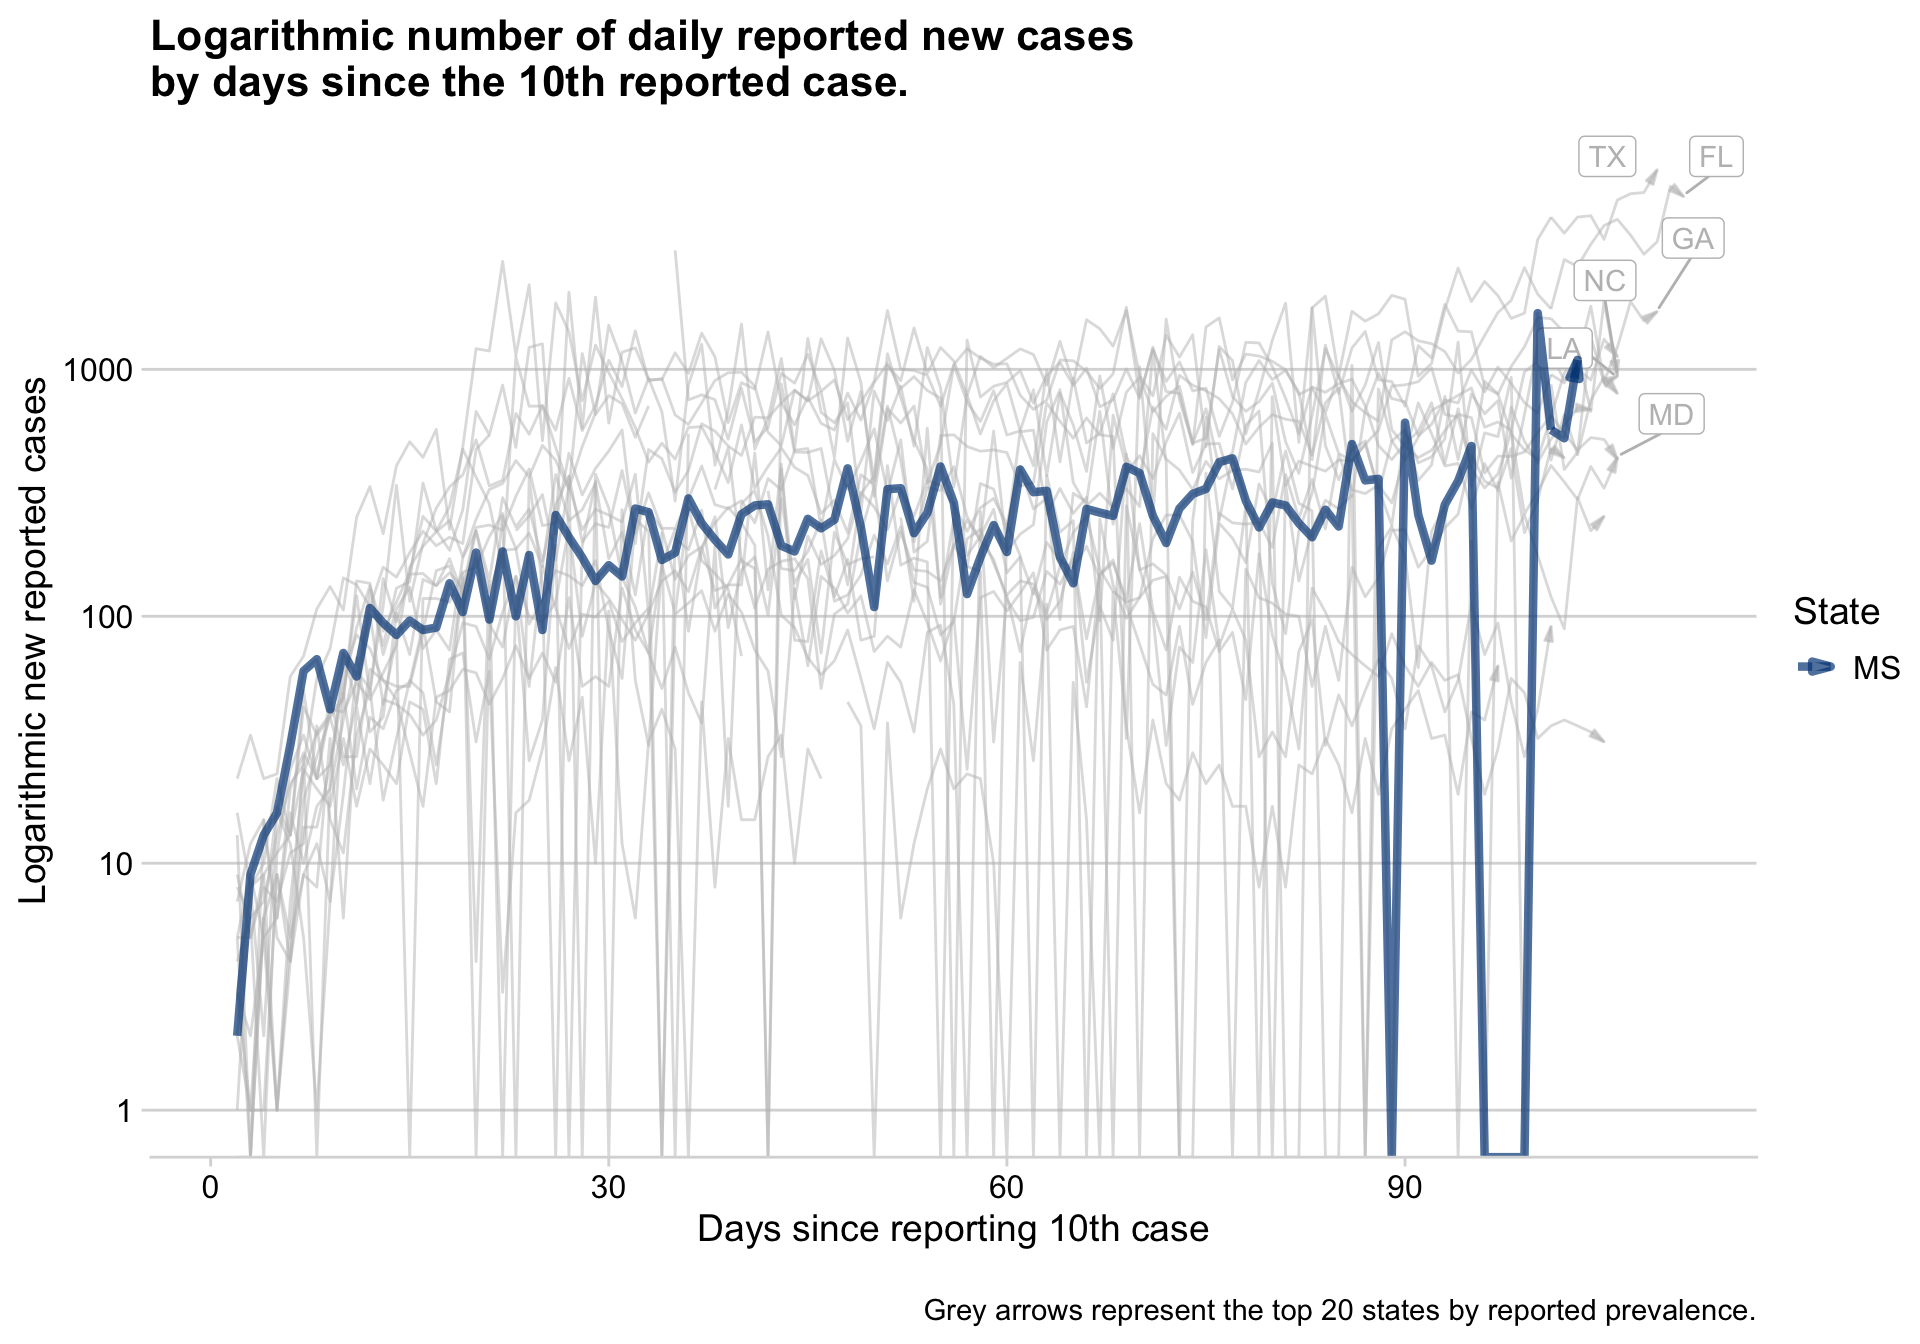 Logarithmic number of daily reported new cases
by days since the 10th reported case.
TX
FL
GA
NC
LA
MD
Logarithmic new reported cases
1000
100
10
1
0
30
60
90
Days since reporting 10th case
State
MS
Grey arrows represent the top 20 states by reported prevalence.